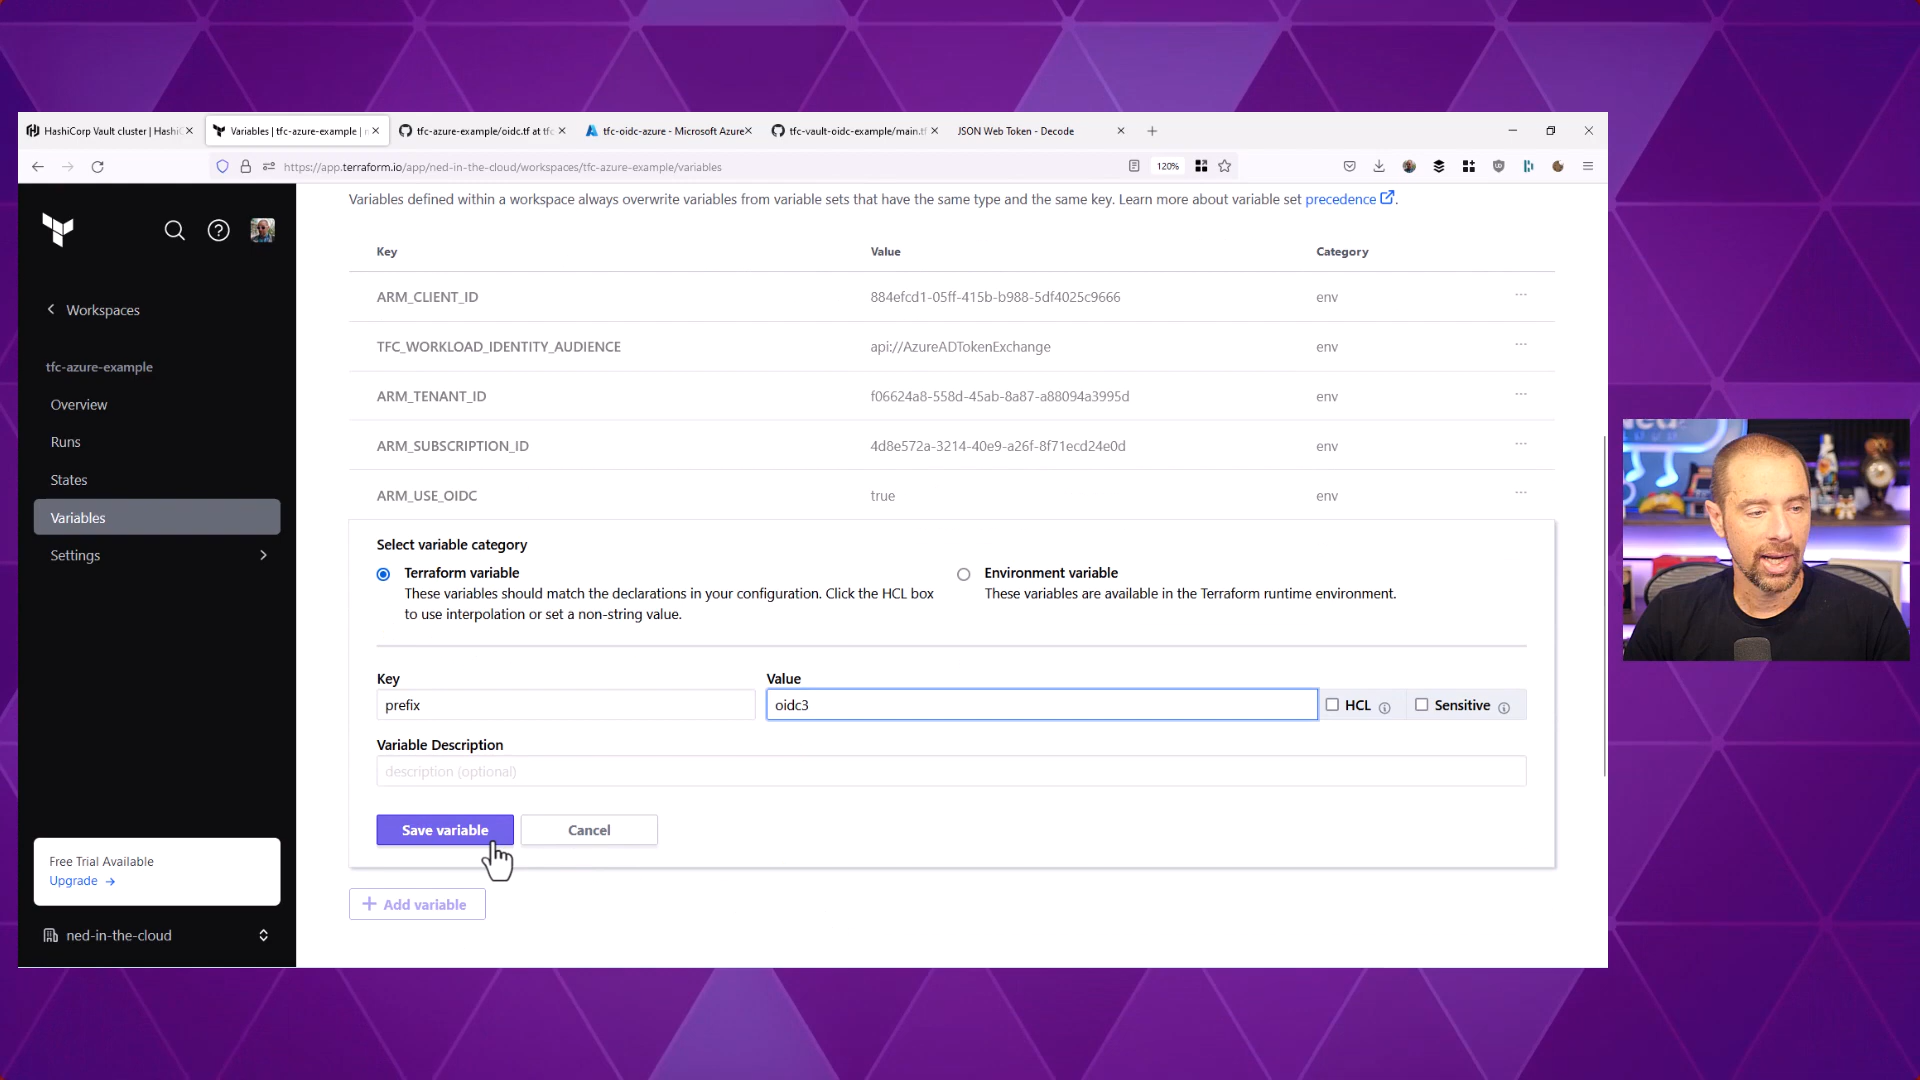 HashiCorp Vault cluster | Hashi
Variables | tfc-azure-example |
tfc-azure-example/oidc.tf at tfc
tfc-oidc-azure - Microsoft Azure
tfc-vault-oidc-example/main.t
JSON Web Token - Decode
https://app.terraform.io/app/ned-in-the-cloud/workspaces/tfc-azure-example/variables
120%
Workspaces
tfc-azure-example
Overview
Runs
States
Variables
Settings
Free Trial Available
Upgrade →
ned-in-the-cloud
Variables defined within a workspace always overwrite variables from variable sets that have the same type and the same key. Learn more about variable set precedence.
Key Value Category
ARM_CLIENT_ID 884efcd1-05ff-415b-b988-5df4025c9666 env
TFC_WORKLOAD_IDENTITY_AUDIENCE api://AzureADTokenExchange env
ARM_TENANT_ID f06624a8-558d-45ab-8a87-a88094a3995d env
ARM_SUBSCRIPTION_ID 4d8e572a-3214-40e9-a26f-8f71ecd24e0d env
ARM_USE_OIDC true env
Select variable category
Terraform variable
These variables should match the declarations in your configuration. Click the HCL box
to use interpolation or set a non-string value.
Environment variable
These variables are available in the Terraform runtime environment.
Key Value
prefix oidc3 HCL Sensitive
Variable Description
description (optional)
Save variable Cancel
+ Add variable